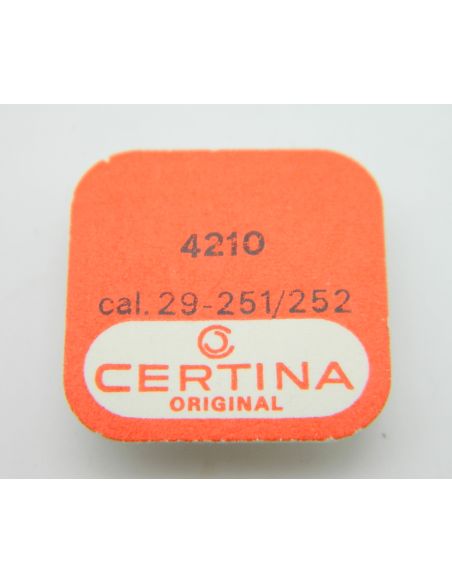 4210
cal. 29-251/252
CERTINA
ORIGINAL